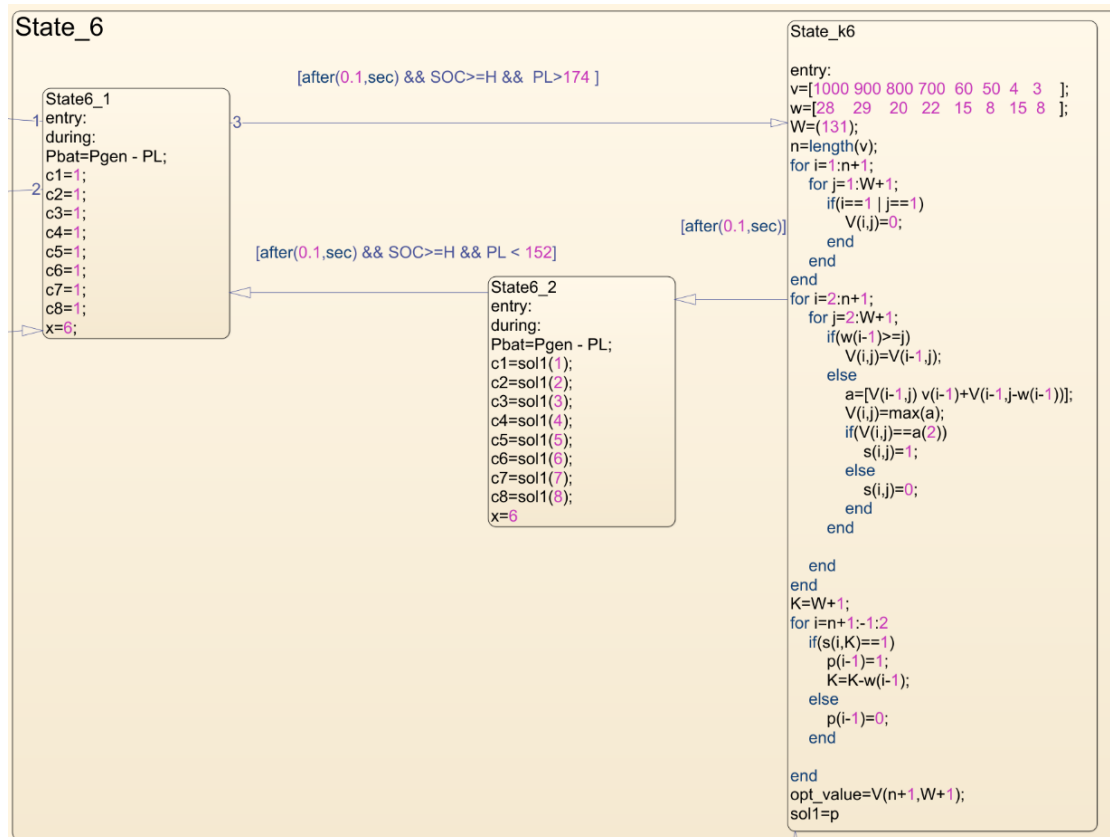 State_6
[after(0.1,sec) && SOC>=H && PL>174 ]
1
2
3
State6_1
entry:
during:
Pbat=Pgen - PL;
c1=1;
c2=1;
c3=1;
c4=1;
c5=1;
c6=1;
c7=1;
c8=1;
x=6;
[after(0.1,sec) && SOC>=H && PL < 152]
[after(0.1,sec)]
State6_2
entry:
during:
Pbat=Pgen - PL;
c1=sol1(1);
c2=sol1(2);
c3=sol1(3);
c4=sol1(4);
c5=sol1(5);
c6=sol1(6);
c7=sol1(7);
c8=sol1(8);
x=6
State_k6
entry:
v=[1000 900 800 700 60 50 4 3 ];
w=[28 29 20 22 15 8 15 8 ];
W=(131);
n=length(v);
for i=1:n+1;
for j=1:W+1;
if(i==1 | j==1)
V(i,j)=0;
end
end
end
for i=2:n+1;
for j=2:W+1;
if(w(i-1)>=j)
V(i,j)=V(i-1,j);
else
a=[V(i-1,j) v(i-1)+V(i-1,j-w(i-1))];
V(i,j)=max(a);
if(V(i,j)==a(2))
s(i,j)=1;
else
s(i,j)=0;
end
end
end
end
K=W+1;
for i=n+1:-1:2
if(s(i,K)==1)
p(i-1)=1;
K=K-w(i-1);
else
p(i-1)=0;
end
end
opt_value=V(n+1,W+1);
sol1=p